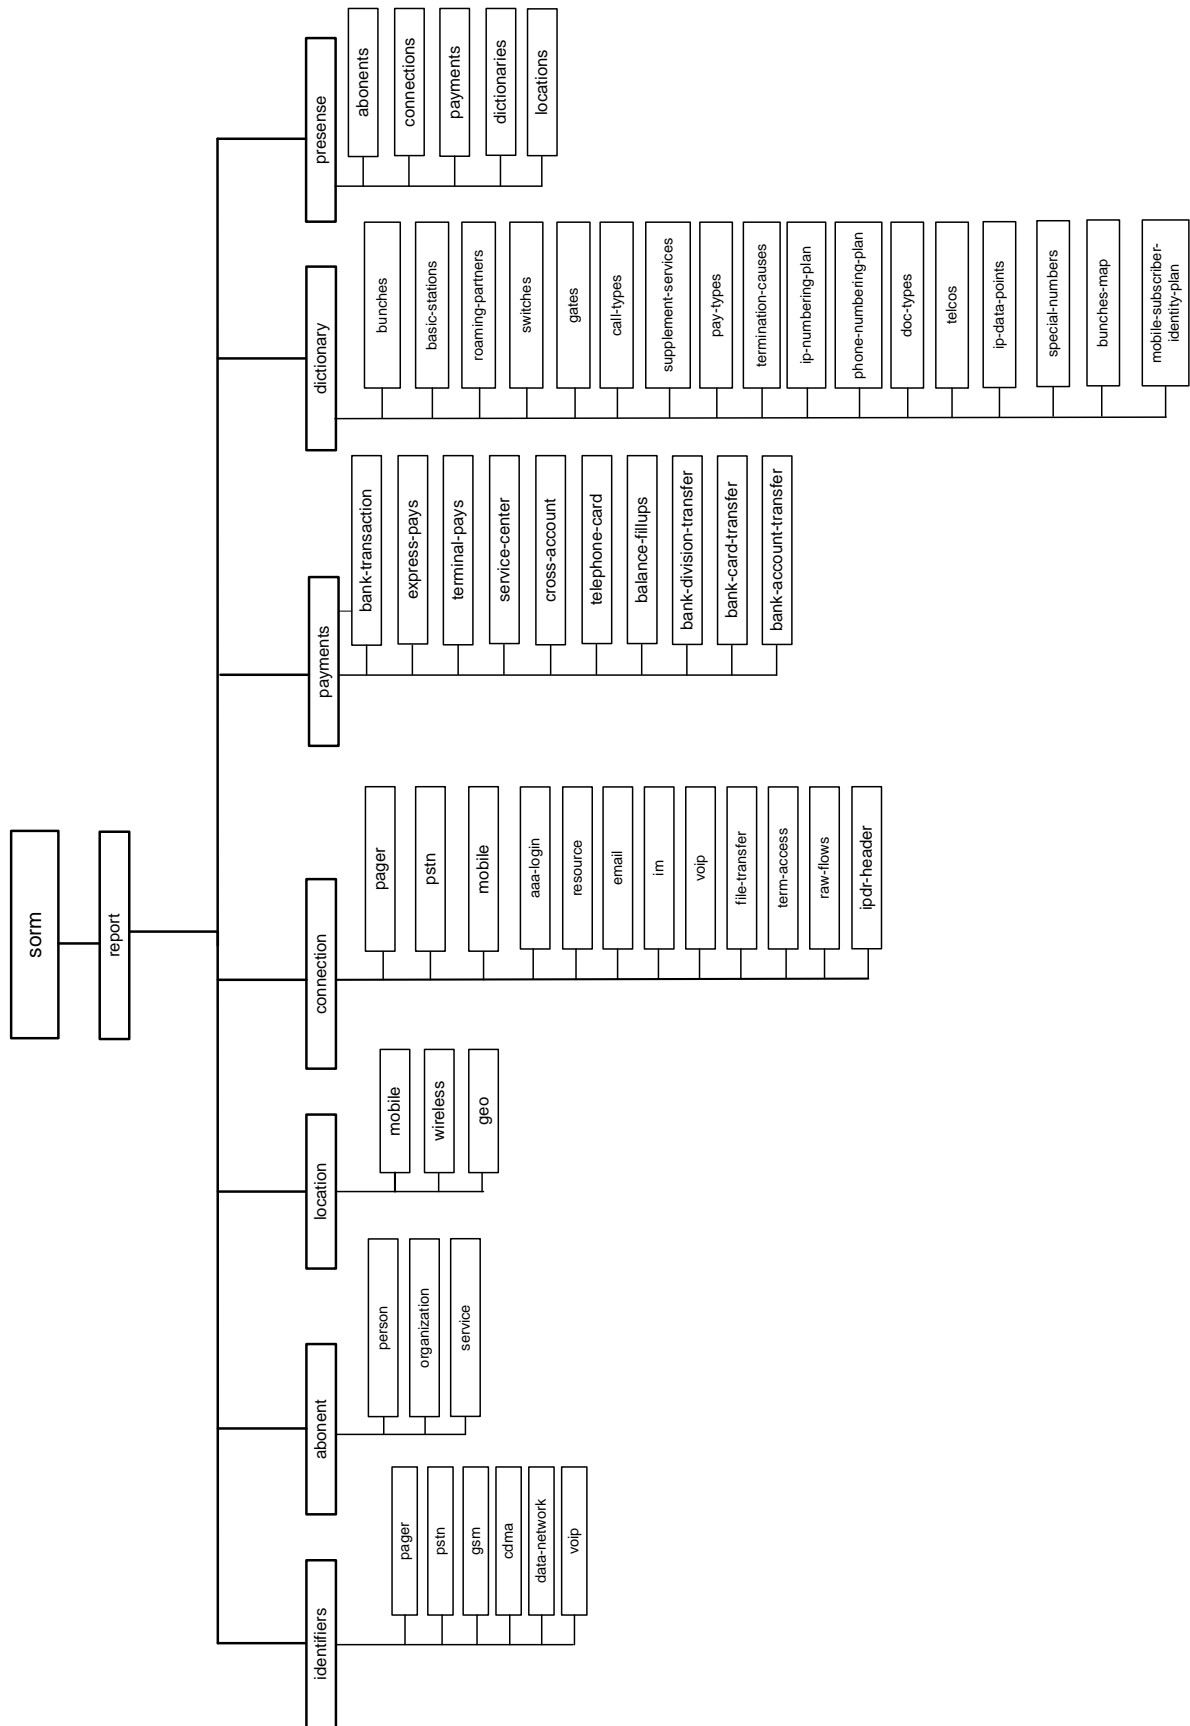 sorm
report
identifiers
pager
pstn
gsm
cdma
data-network
voip
abonent
person
organization
service
location
mobile
wireless
geo
connection
pager
pstn
mobile
aaa-login
resource
email
im
voip
file-transfer
term-access
raw-flows
ipdr-header
payments
bank-transaction
express-pays
terminal-pays
service-center
cross-account
telephone-card
balance-fillups
bank-division-transfer
bank-card-transfer
bank-account-transfer
dictionary
bunches
basic-stations
roaming-partners
switches
gates
call-types
supplement-services
pay-types
termination-causes
ip-numbering-plan
phone-numbering-plan
doc-types
telcos
ip-data-points
special-numbers
bunches-map
mobile-subscriber-
identity-plan
presense
abonents
connections
payments
dictionaries
locations